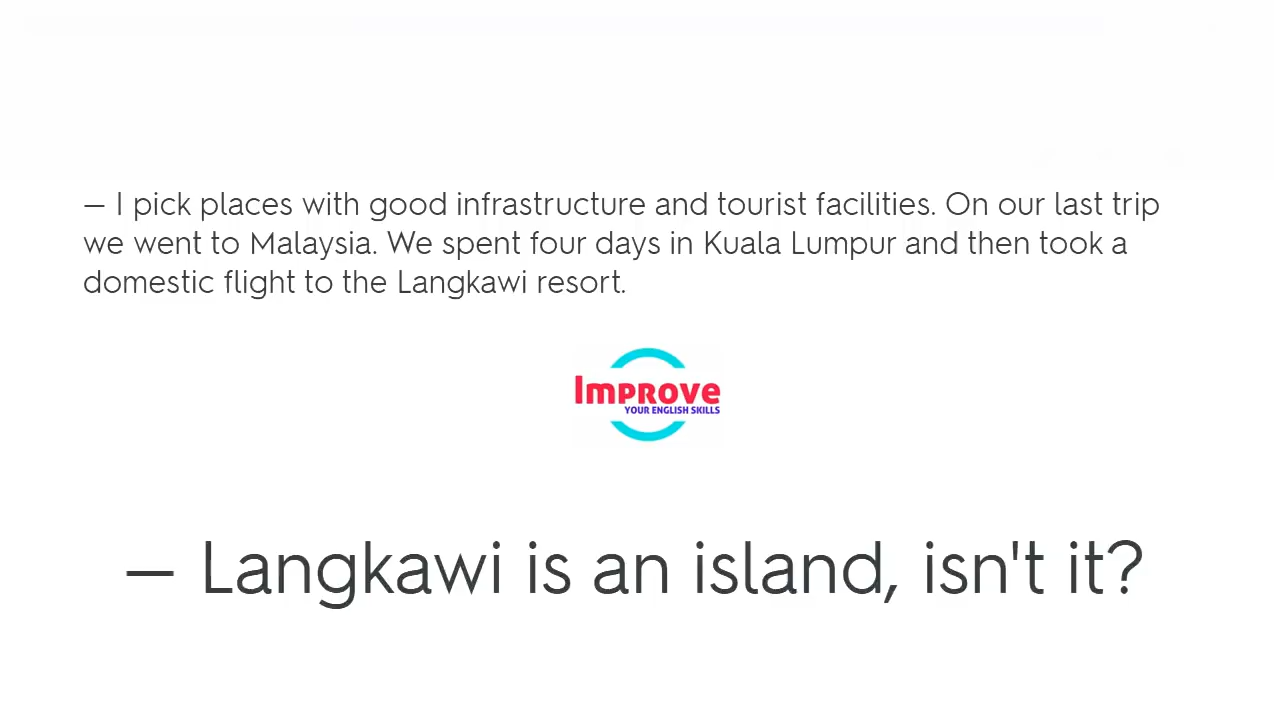 – I pick places with good infrastructure and tourist facilities. On our last trip
we went to Malaysia. We spent four days in Kuala Lumpur and then took a
domestic flight to the Langkawi resort.
Improve
YOUR ENGLISH SKILLS
– Langkawi is an island, isn't it?